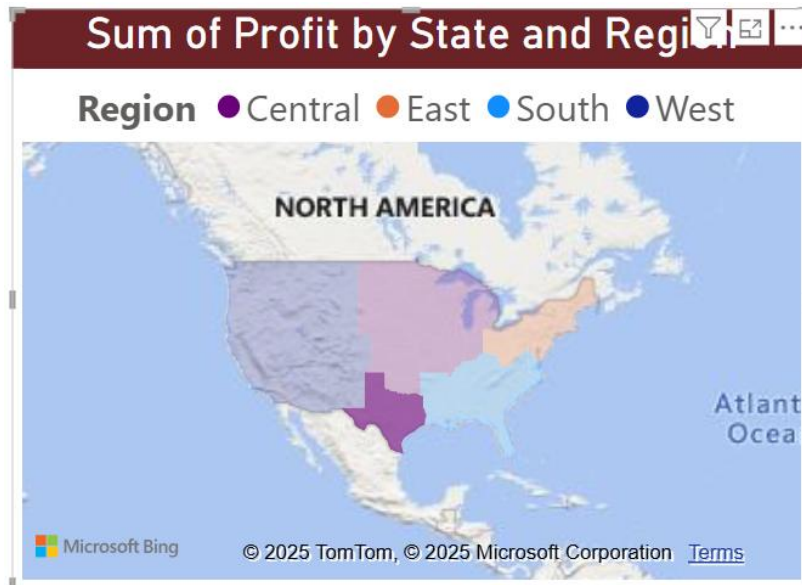 Sum of Profit by State and Region
Region Central East South West
NORTH AMERICA
Atlant
Ocea
Microsoft Bing
© 2025 TomTom, © 2025 Microsoft Corporation Terms